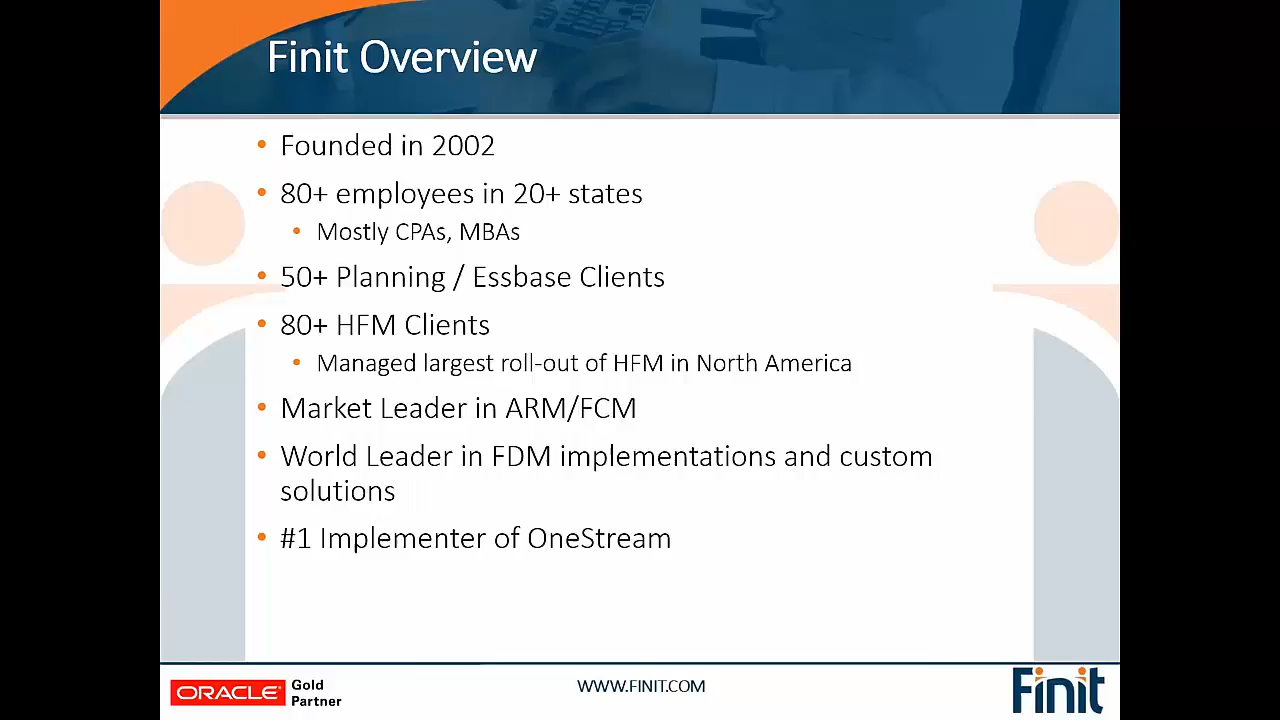 Finit Overview
• Founded in 2002
• 80+ employees in 20+ states
• Mostly CPAs, MBAs
• 50+ Planning / Essbase Clients
• 80+ HFM Clients
• Managed largest roll-out of HFM in North America
• Market Leader in ARM/FCM
• World Leader in FDM implementations and custom
solutions
• #1 Implementer of OneStream
ORACLE Gold
Partner
WWW.FINIT.COM
Finit